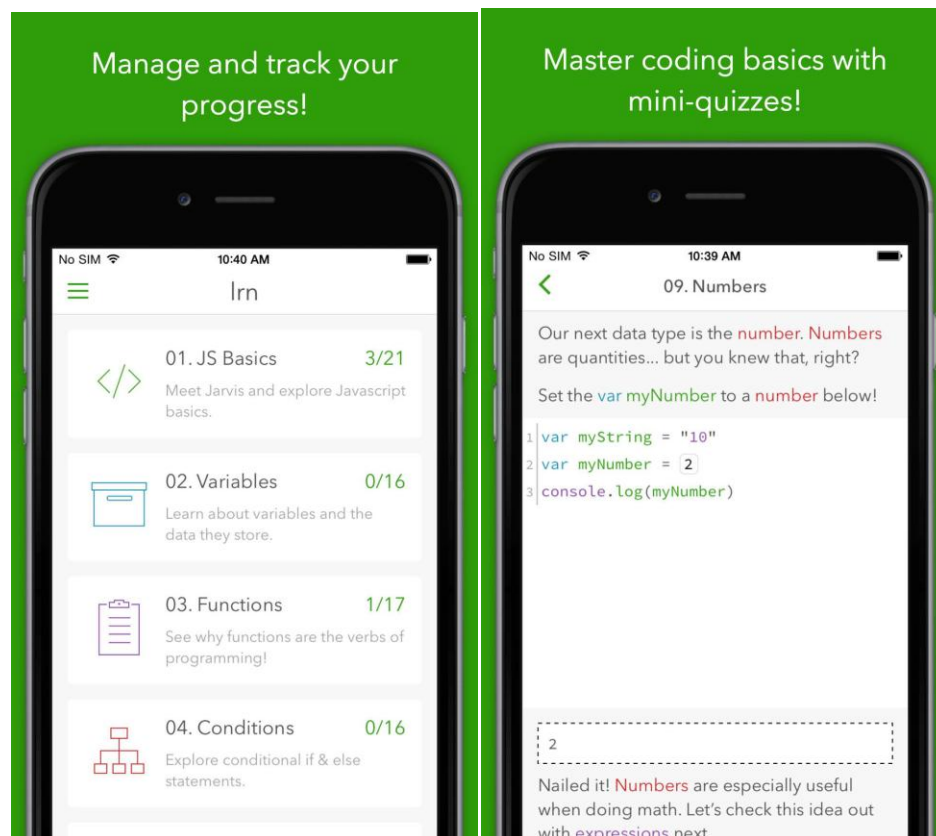 Manage and track your
progress!
No SIM
10:40 AM
lrn
01. JS Basics
3/21
Meet Jarvis and explore Javascript
basics.
02. Variables
0/16
Learn about variables and the
data they store.
03. Functions
1/17
See why functions are the verbs of
programming!
04. Conditions
0/16
Explore conditional if & else
statements.
Master coding basics with
mini-quizzes!
No SIM
10:39 AM
09. Numbers
Our next data type is the number. Numbers
are quantities... but you knew that, right?
Set the var myNumber to a number below!
1 var myString = "10"
2 var myNumber = 2
3 console.log(myNumber)
2
Nailed it! Numbers are especially useful
when doing math. Let's check this idea out
with expressions next.